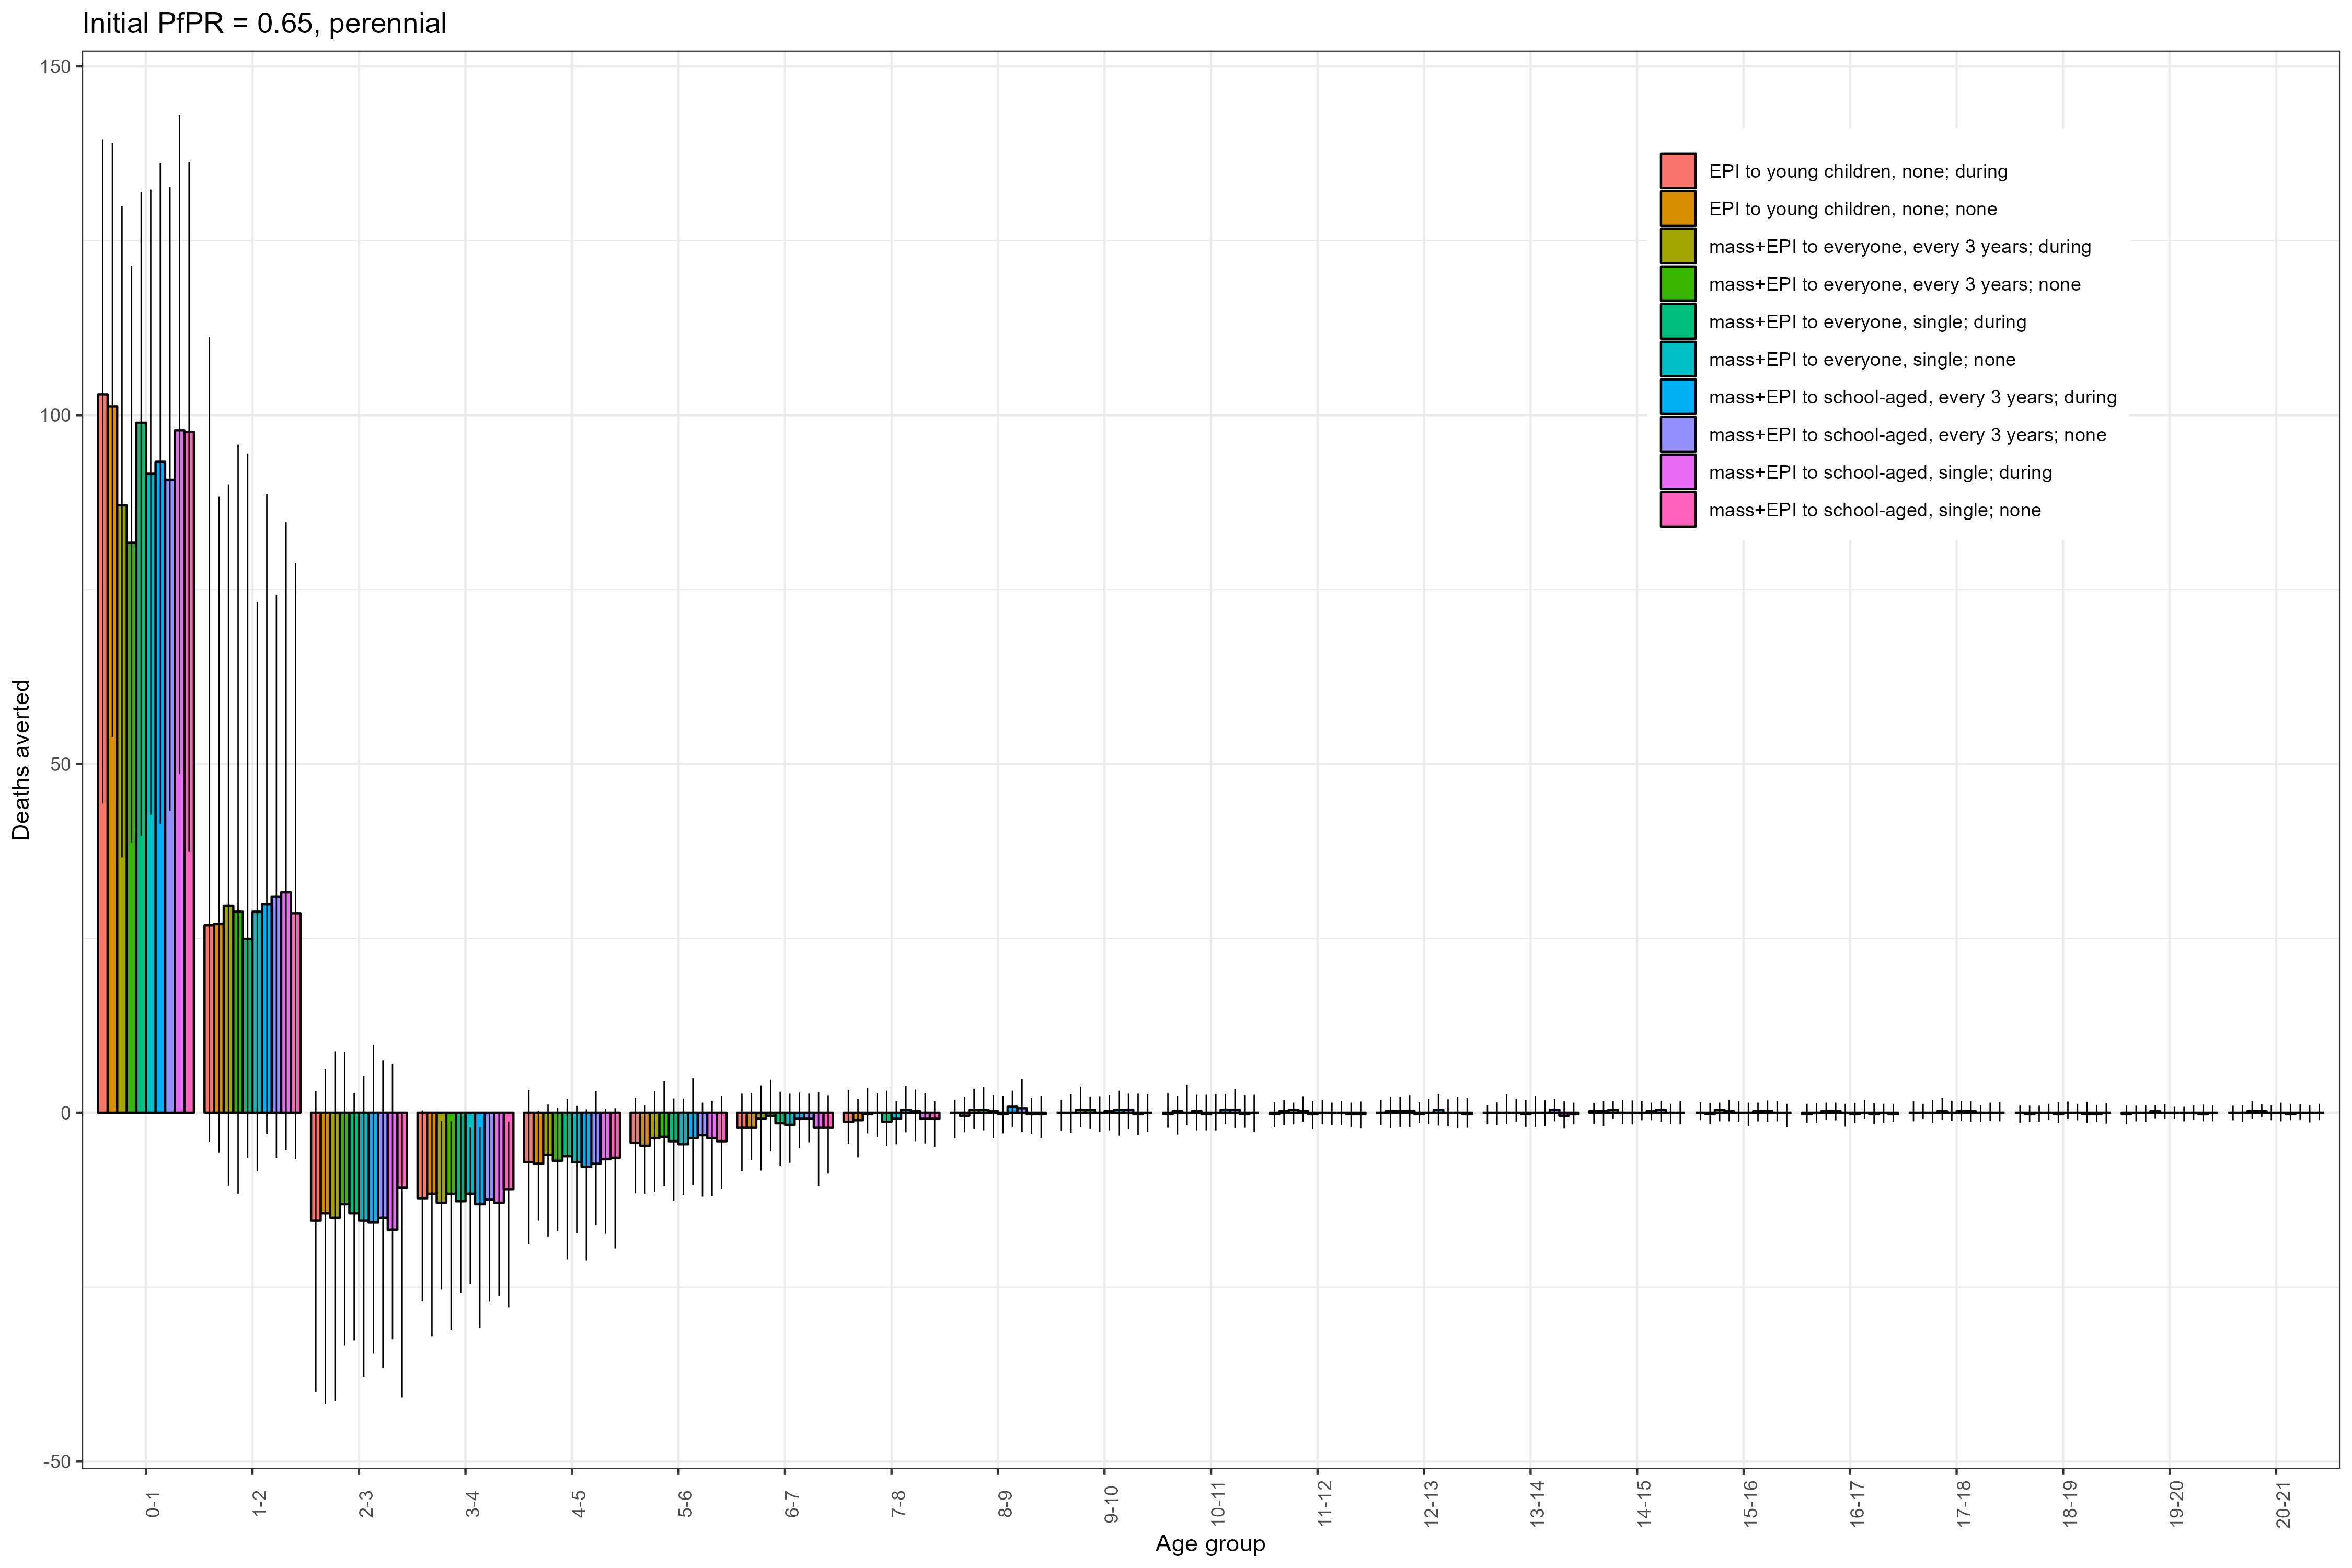 Initial PfPR = 0.65, perennial
Deaths averted
150
100
50
0
-50
EPI to young children, none; during
EPI to young children, none; none
mass+EPI to everyone, every 3 years; during
mass+EPI to everyone, every 3 years; none
mass+EPI to everyone, single; during
mass+EPI to everyone, single; none
mass+EPI to school-aged, every 3 years; during
mass+EPI to school-aged, every 3 years; none
mass+EPI to school-aged, single; during
mass+EPI to school-aged, single; none
0-1
1-2
2-3
3-4
4-5
5-6
6-7
7-8
8-9
9-10
10-11
11-12
12-13
13-14
14-15
15-16
16-17
17-18
18-19
19-20
20-21
Age group